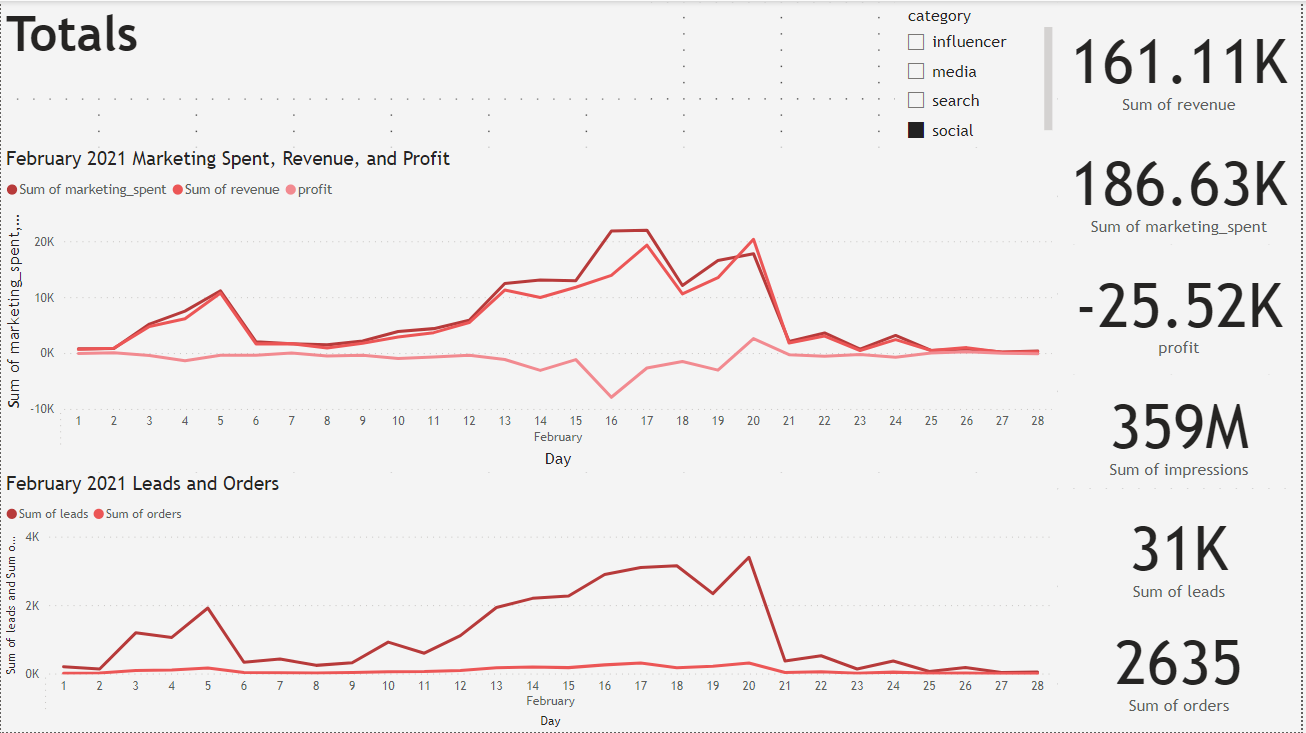 Totals
category
influencer
media
search
social
161.11K
Sum of revenue
186.63K
Sum of marketing_spent
-25.52K
profit
359M
Sum of impressions
31K
Sum of leads
2635
Sum of orders
February 2021 Marketing Spent, Revenue, and Profit
Sum of marketing_spent Sum of revenue profit
Sum of marketing_spent,...
20K
10K
0K
-10K
1 2 3 4 5 6 7 8 9 10 11 12 13 14 15 16 17 18 19 20 21 22 23 24 25 26 27 28
February
Day
February 2021 Leads and Orders
Sum of leads Sum of orders
Sum of leads and Sum o...
4K
2K
0K
1 2 3 4 5 6 7 8 9 10 11 12 13 14 15 16 17 18 19 20 21 22 23 24 25 26 27 28
February
Day